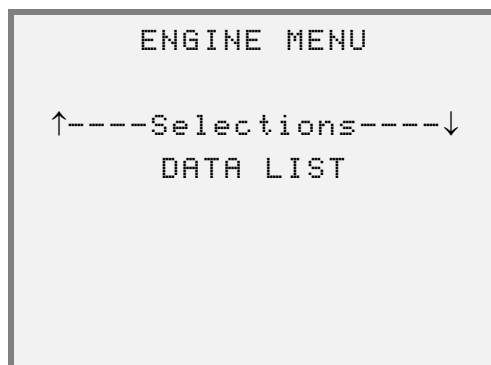 ENGINE MENU
↑----Selections----↓
DATA LIST